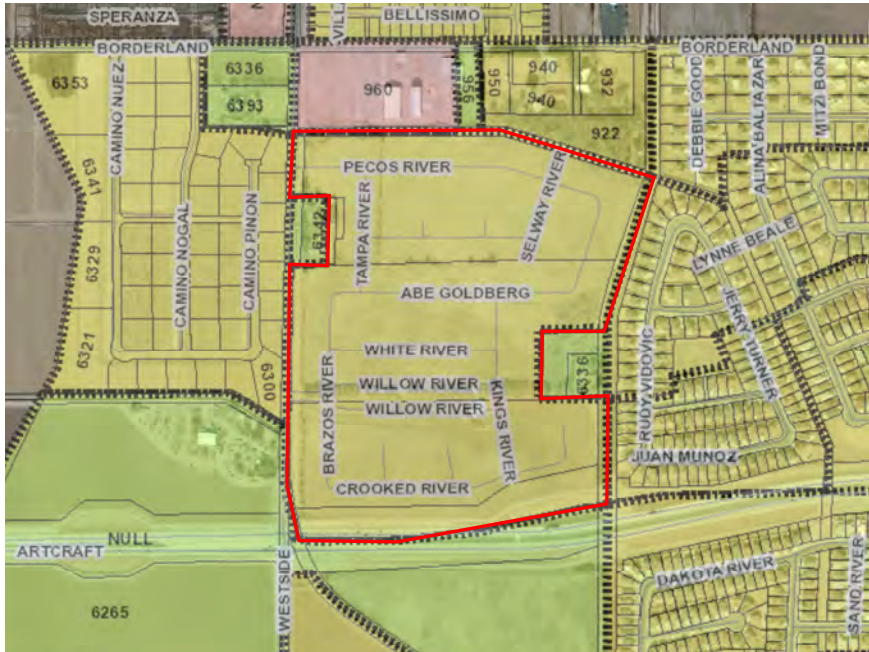 SPERANZA
N
VILL
BELLISSIMO
BORDERLAND
BORDERLAND
6353
CAMINO NUEZ
6336
6393
960
956
950
940
940
932
922
DEBBIE GOOD
ALINA BALTAZAR
MITZI BOND
6341
PECOS RIVER
SELWAY RIVER
TAMPA RIVER
6342
CAMINO NOGAL
CAMINO PINON
6329
LYNNE BEALE
ABE GOLDBERG
JERRY TURNER
6321
WHITE RIVER
6336
RUDY VIDOVIC
6300
WILLOW RIVER
WILLOW RIVER
KINGS RIVER
BRAZOS RIVER
JUAN MUNOZ
CROOKED RIVER
NULL
ARTCRAFT
WESTSIDE
DAKOTA RIVER
SAND RIVER
6265